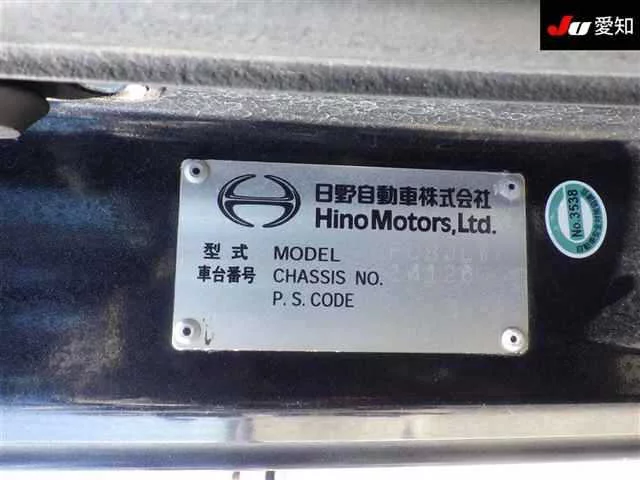 JU 愛知
日野自動車株式会社
Hino Motors, Ltd.
型式 MODEL
車台番号 CHASSIS NO.
P. S. CODE
No. 3538